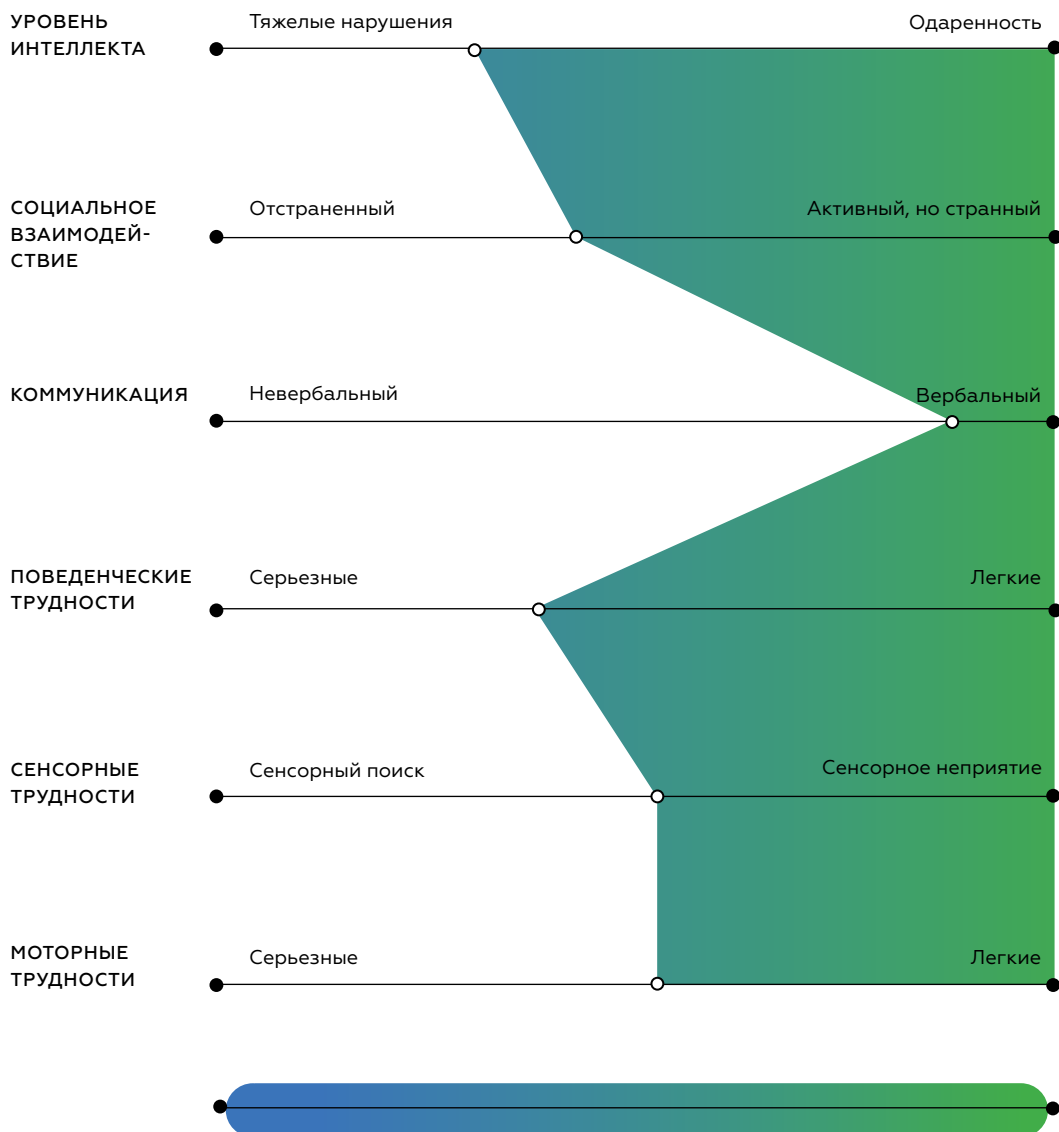 УРОВЕНЬ
ИНТЕЛЛЕКТА
Тяжелые нарушения
Одаренность
СОЦИАЛЬНОЕ
ВЗАИМОДЕЙ-
СТВИЕ
Отстраненный
Активный, но странный
КОММУНИКАЦИЯ
Невербальный
Вербальный
ПОВЕДЕНЧЕСКИЕ
ТРУДНОСТИ
Серьезные
Легкие
СЕНСОРНЫЕ
ТРУДНОСТИ
Сенсорный поиск
Сенсорное неприятие
МОТОРНЫЕ
ТРУДНОСТИ
Серьезные
Легкие